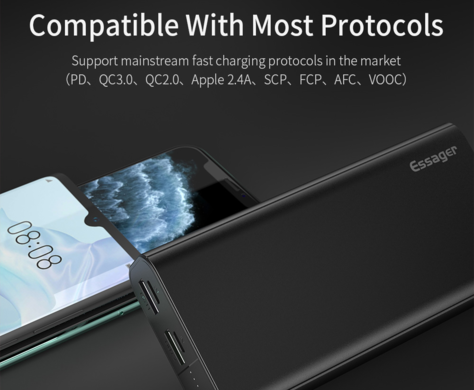 Compatible With Most Protocols
Support mainstream fast charging protocols in the market
（PD、QC3.0、QC2.0、Apple 2.4A、SCP、FCP、AFC、VOOC）
Essager
08:08